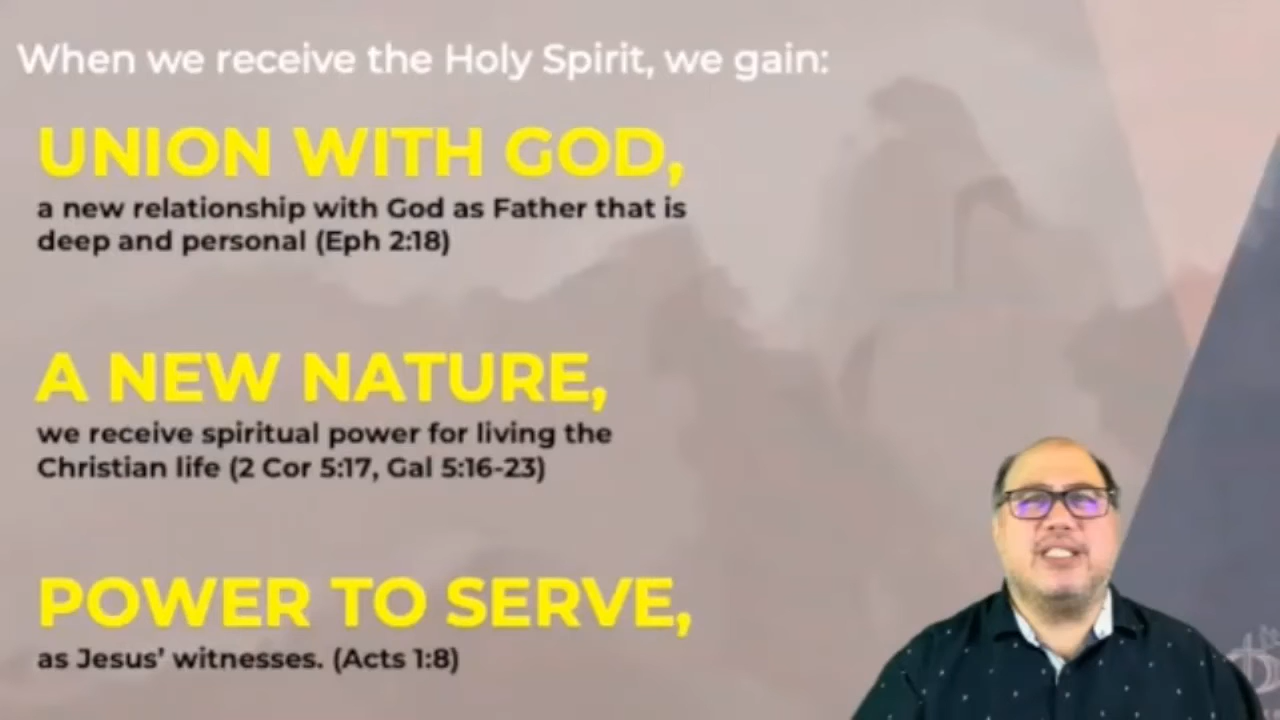 When we receive the Holy Spirit, we gain:
UNION WITH GOD,
a new relationship with God as Father that is
deep and personal (Eph 2:18)
A NEW NATURE,
we receive spiritual power for living the
Christian life (2 Cor 5:17, Gal 5:16-23)
POWER TO SERVE,
as Jesus’ witnesses. (Acts 1:8)